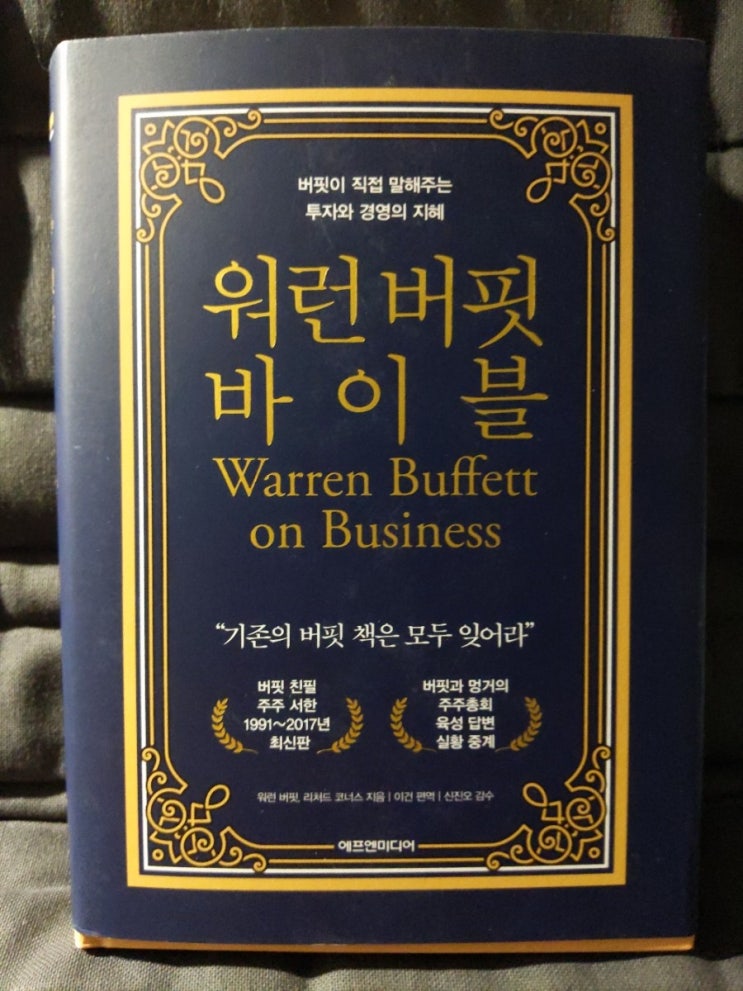 버핏이 직접 말해주는
투자와 경영의 지혜
워런 버핏
바이블
Warren Buffett
on Business
“기존의 버핏 책은 모두 잊어라”
버핏 친필
주주 서한
1991~2017년
최신판
버핏과 멍거의
주주총회
육성 답변
실황 중계
워런 버핏, 리처드 코너스 지음 | 이건 편역 | 신진오 감수
에프엔미디어